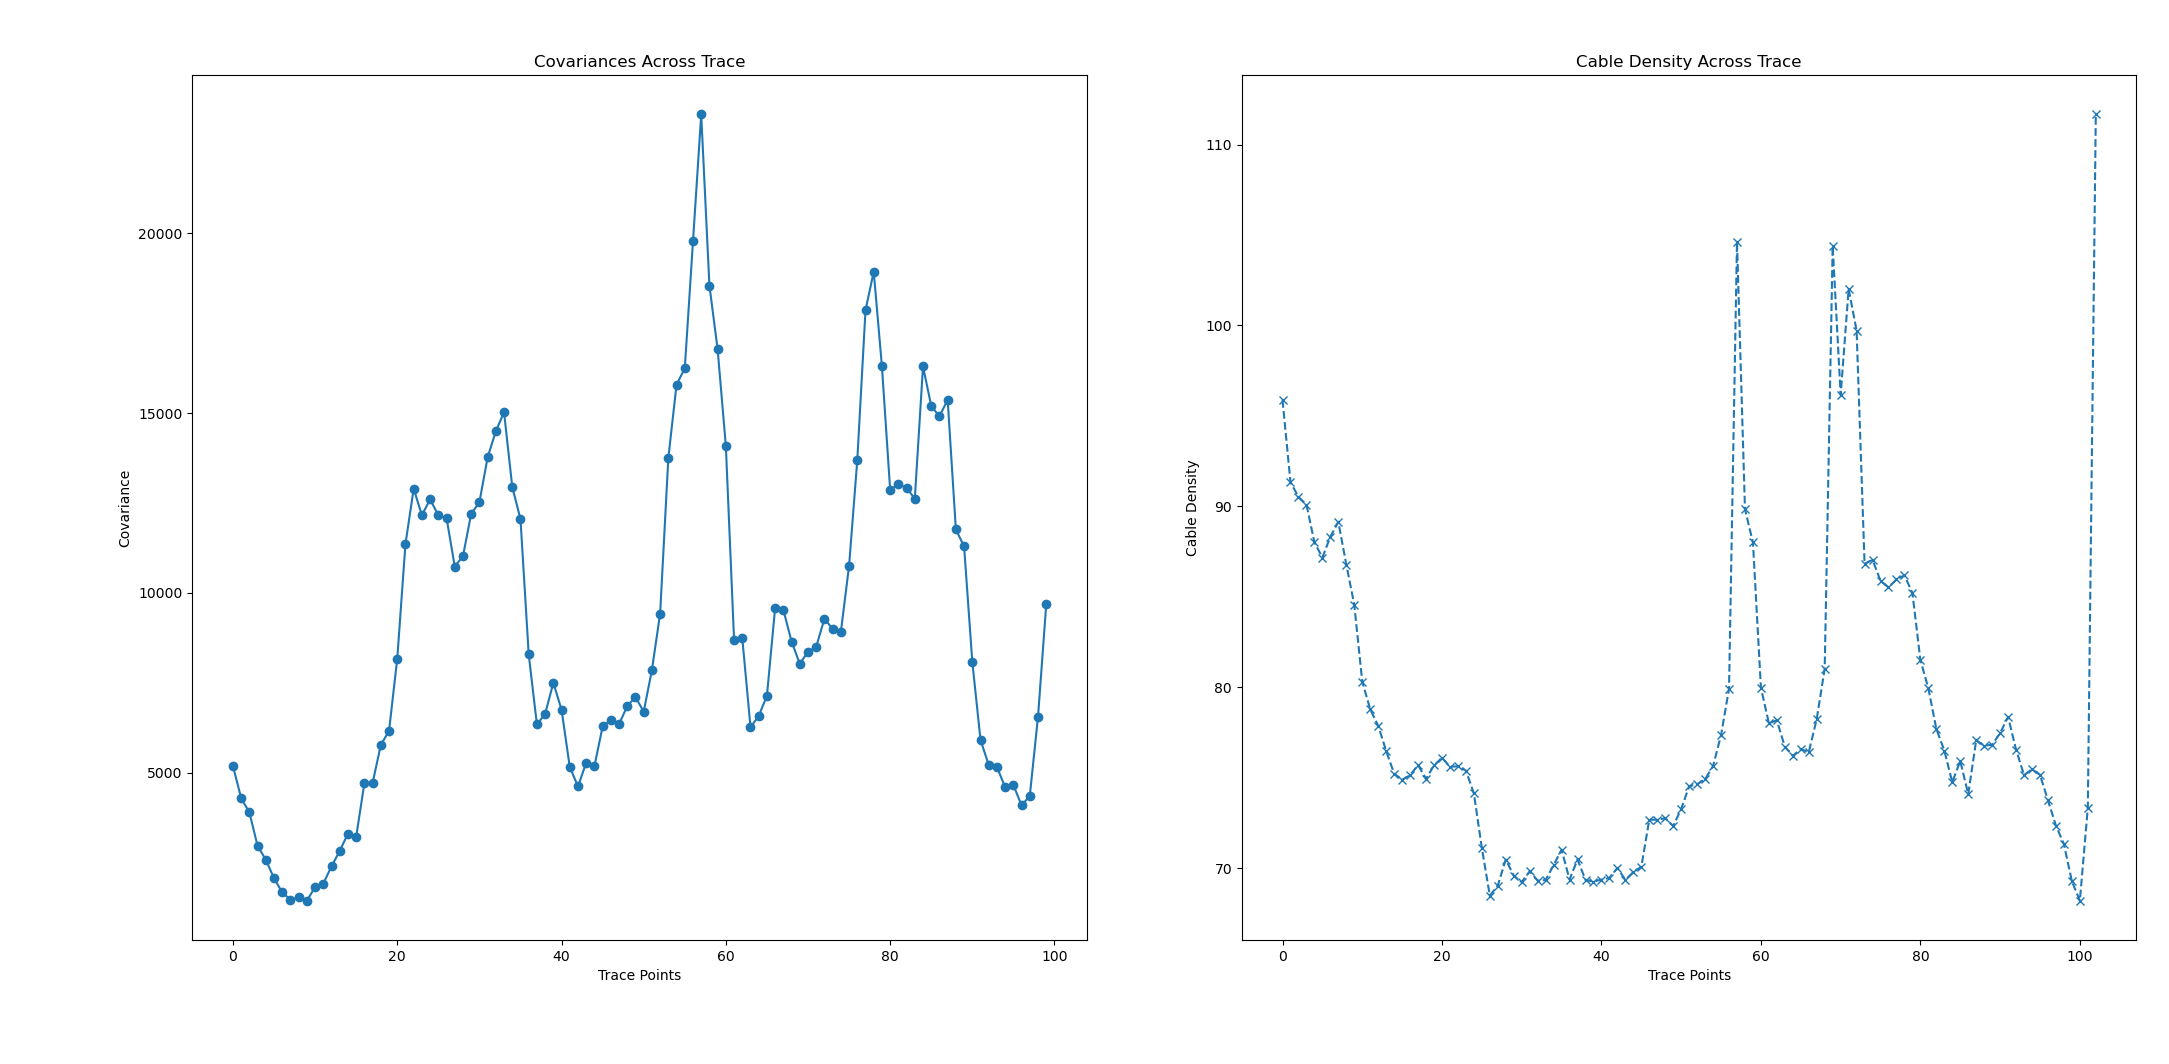 Covariances Across Trace
Covariance
20000
15000
10000
5000
0 20 40 60 80 100
Trace Points
Cable Density Across Trace
Cable Density
110
100
90
80
70
0 20 40 60 80 100
Trace Points